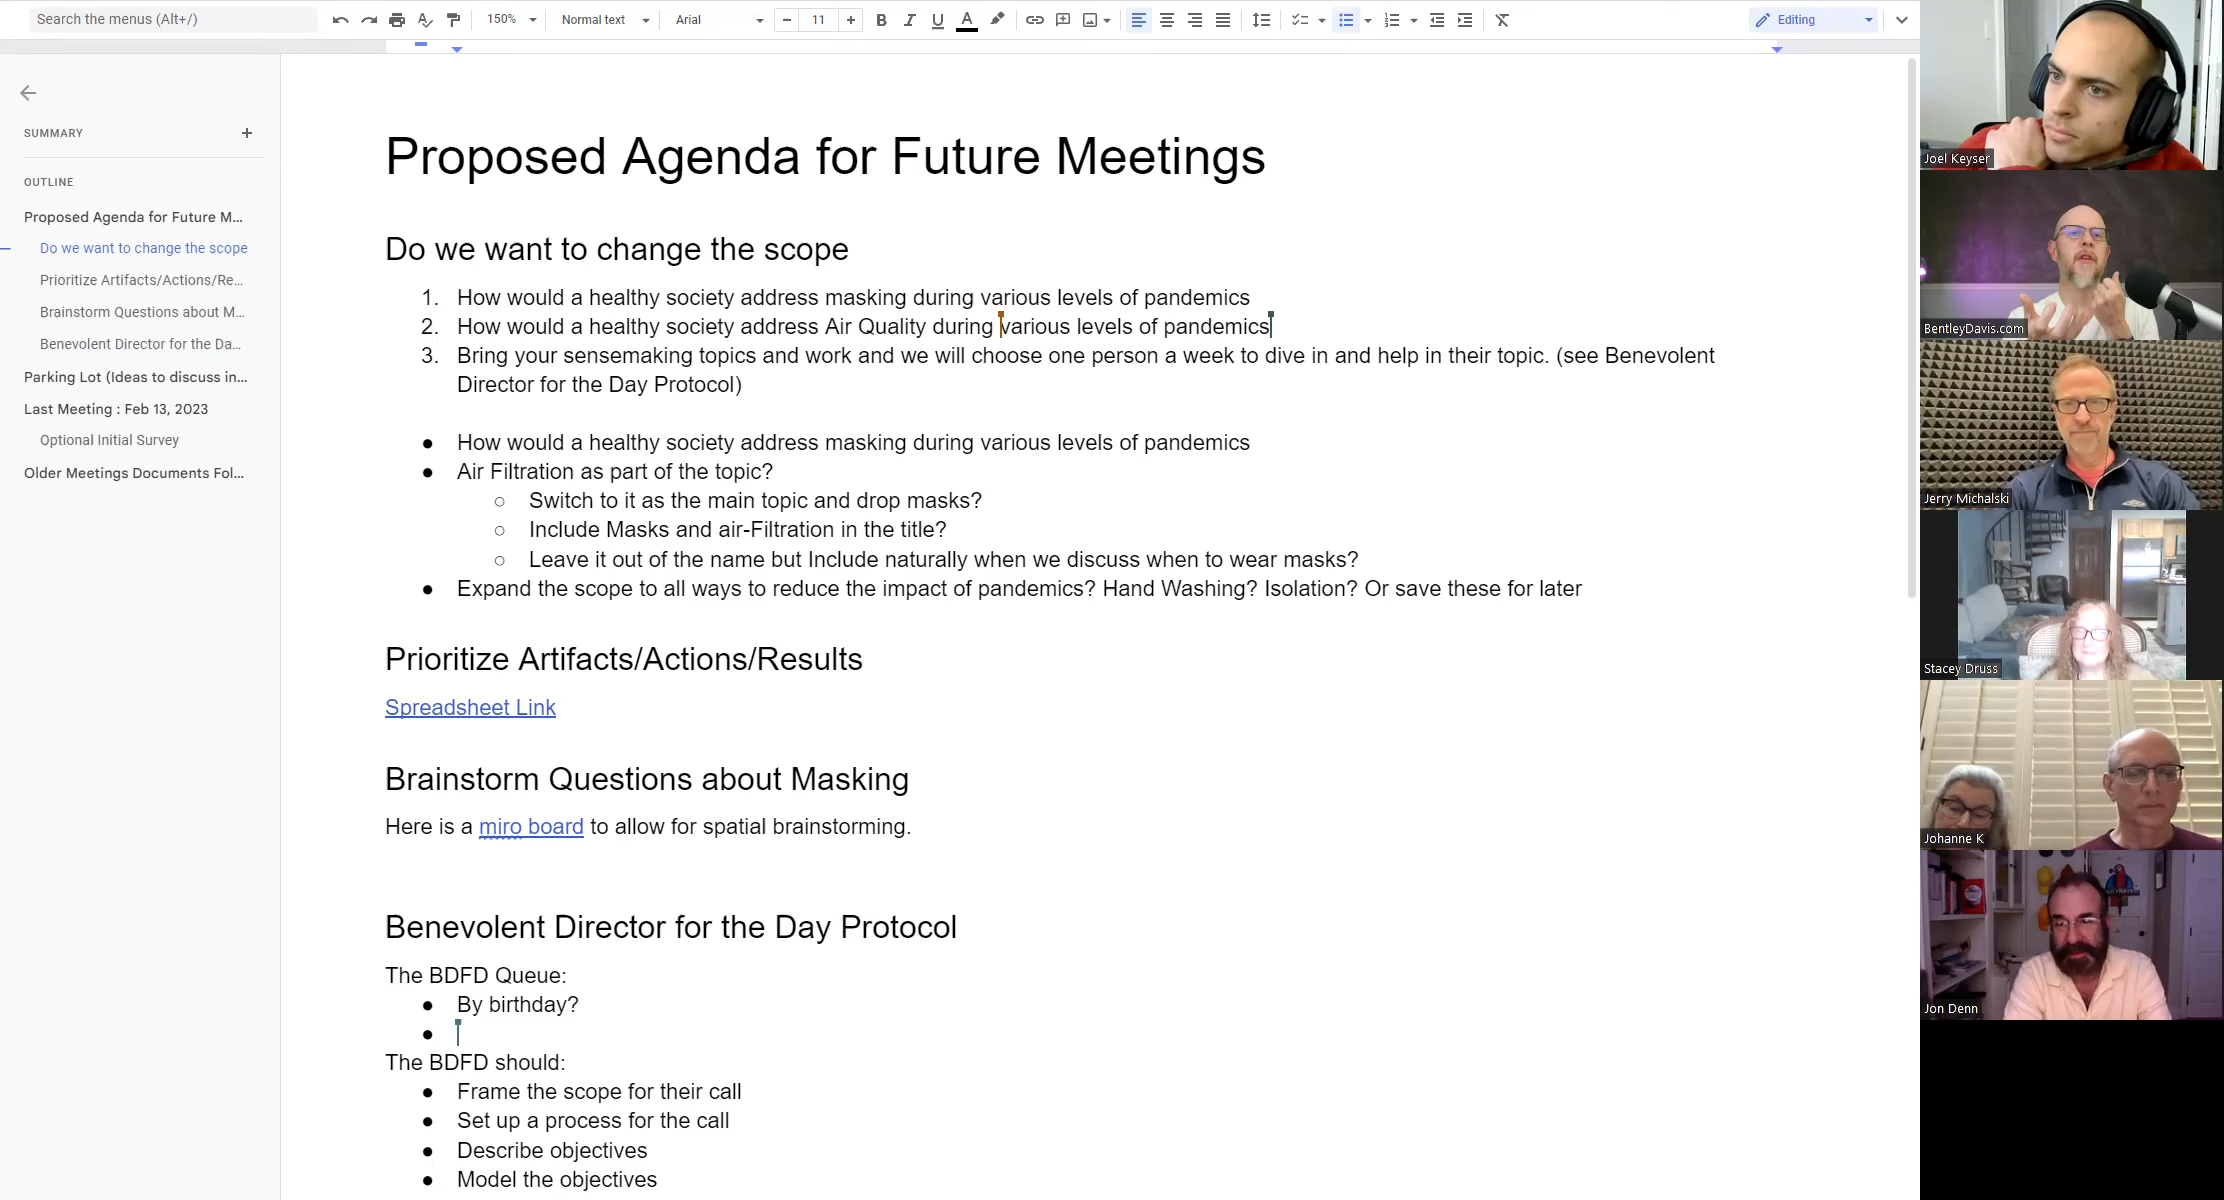 Search the menus (Alt+/)
150%
Normal text
Arial
11
Editing
SUMMARY
OUTLINE
Proposed Agenda for Future M...
Do we want to change the scope
Prioritize Artifacts/Actions/Re...
Brainstorm Questions about M...
Benevolent Director for the Da...
Parking Lot (Ideas to discuss in...
Last Meeting : Feb 13, 2023
Optional Initial Survey
Older Meetings Documents Fol...
Proposed Agenda for Future Meetings
Do we want to change the scope
1. How would a healthy society address masking during various levels of pandemics
2. How would a healthy society address Air Quality during various levels of pandemics
3. Bring your sensemaking topics and work and we will choose one person a week to dive in and help in their topic. (see Benevolent
Director for the Day Protocol)
● How would a healthy society address masking during various levels of pandemics
● Air Filtration as part of the topic?
○ Switch to it as the main topic and drop masks?
○ Include Masks and air-Filtration in the title?
○ Leave it out of the name but Include naturally when we discuss when to wear masks?
● Expand the scope to all ways to reduce the impact of pandemics? Hand Washing? Isolation? Or save these for later
Prioritize Artifacts/Actions/Results
Spreadsheet Link
Brainstorm Questions about Masking
Here is a miro board to allow for spatial brainstorming.
Benevolent Director for the Day Protocol
The BDFD Queue:
● By birthday?
●
The BDFD should:
● Frame the scope for their call
● Set up a process for the call
● Describe objectives
● Model the objectives
Joel Keyser
BentleyDavis.com
Jerry Michalski
Stacey Druss
Johanne K
Jon Denn